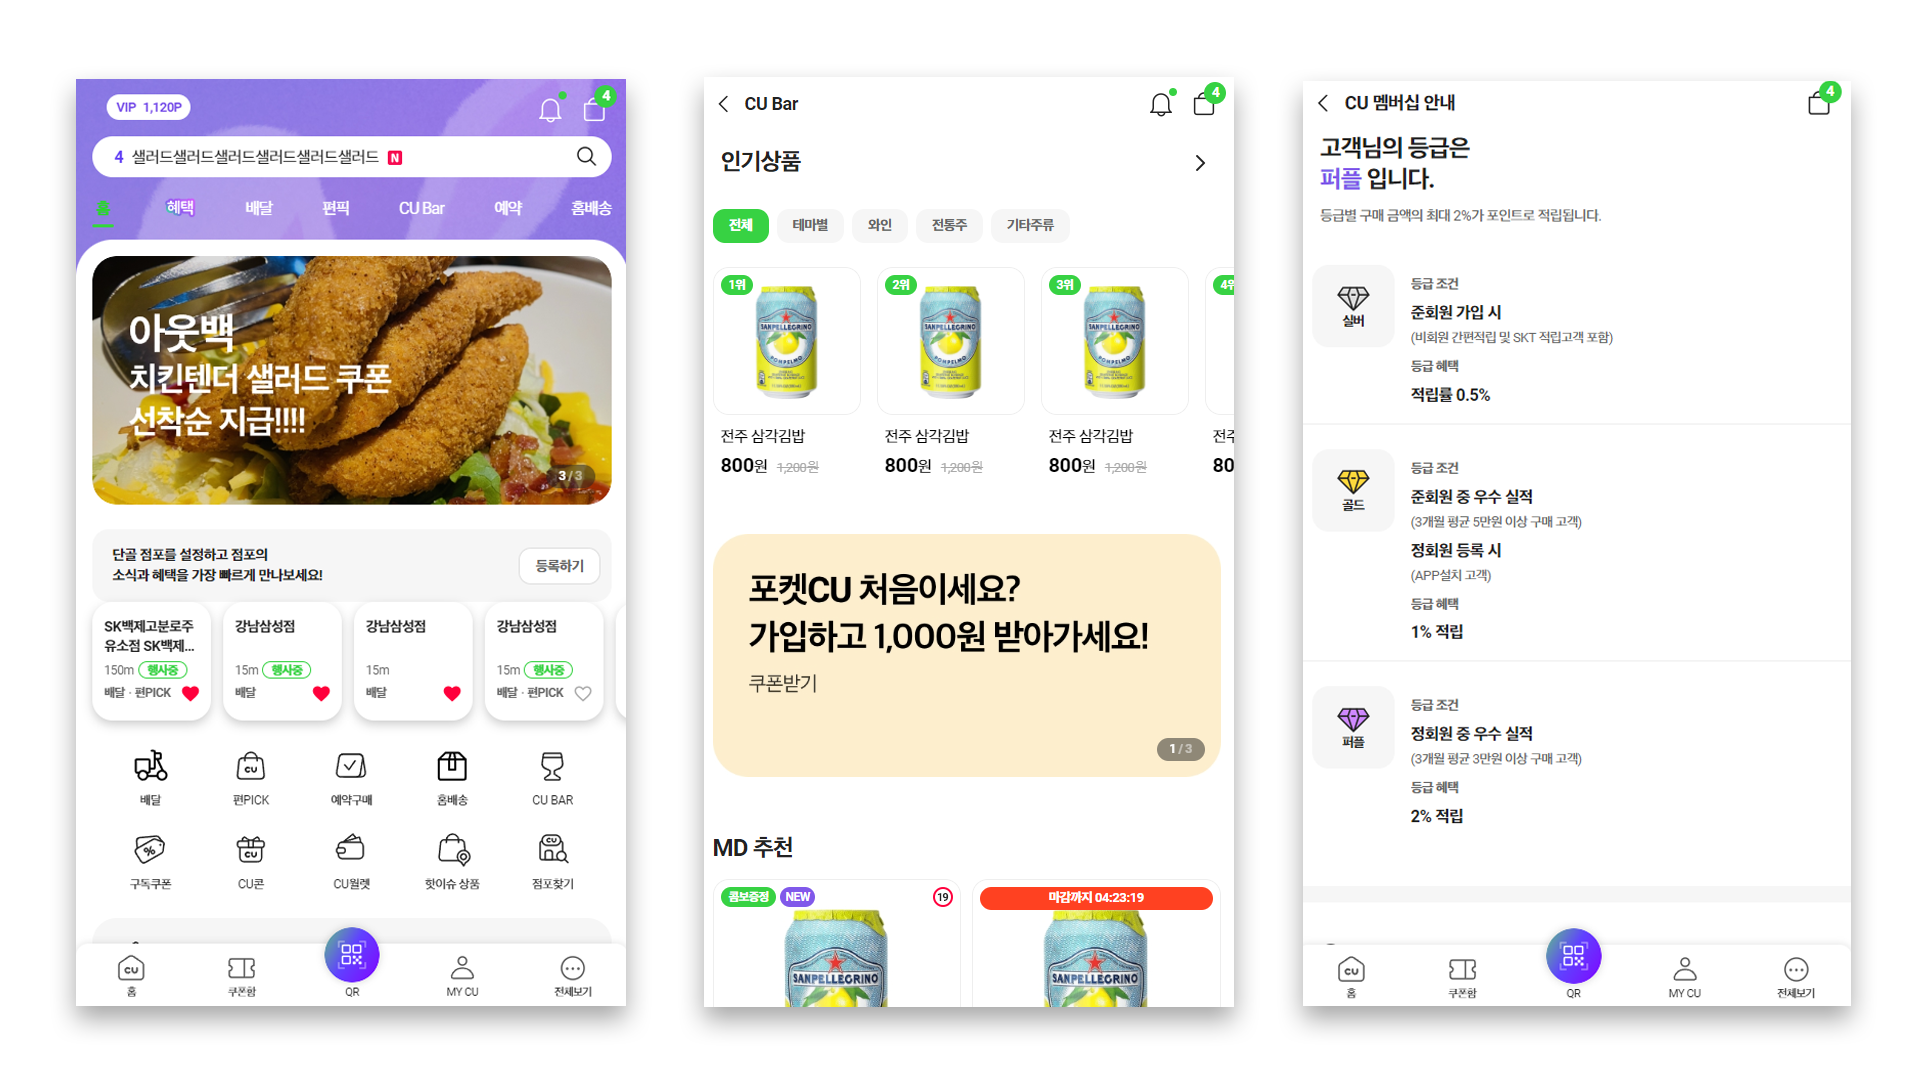 VIP 1,120P
4
4 샐러드샐러드샐러드샐러드샐러드샐러드 N
홈 혜택 배달 편픽 CU Bar 예약 홈배송
아웃백
치킨텐더 샐러드 쿠폰
선착순 지급!!!!
3 / 3
단골 점포를 설정하고 점포의
소식과 혜택을 가장 빠르게 만나보세요!
등록하기
SK백제고분로주
유소점 SK백제...
150m 행사중
배달 · 편PICK
강남삼성점
15m 행사중
배달
강남삼성점
15m
배달
강남삼성점
15m 행사중
배달 · 편PICK
배달 편PICK 예약구매 홈배송 CU BAR
구독쿠폰 CU콘 CU월렛 핫이슈 상품 점포찾기
홈 쿠폰함 QR MY CU 전체보기
CU Bar
4
인기상품
전체 테마별 와인 전통주 기타주류
1위 2위 3위 4위
SANPELLEGRINO SANPELLEGRINO SANPELLEGRINO
POMPELMO POMPELMO POMPELMO
전주 삼각김밥 전주 삼각김밥 전주 삼각김밥 전주
800원 1,200원 800원 1,200원 800원 1,200원 80
포켓CU 처음이세요?
가입하고 1,000원 받아가세요!
쿠폰받기
1 / 3
MD 추천
콤보증정 NEW 19
마감까지 04:23:19
SANPELLEGRINO SANPELLEGRINO
CU 멤버십 안내
4
고객님의 등급은
퍼플 입니다.
등급별 구매 금액의 최대 2%가 포인트로 적립됩니다.
실버
등급 조건
준회원 가입 시
(비회원 간편적립 및 SKT 적립고객 포함)
등급 혜택
적립률 0.5%
골드
등급 조건
준회원 중 우수 실적
(3개월 평균 5만원 이상 구매 고객)
정회원 등록 시
(APP설치 고객)
등급 혜택
1% 적립
퍼플
등급 조건
정회원 중 우수 실적
(3개월 평균 3만원 이상 구매 고객)
등급 혜택
2% 적립
홈 쿠폰함 QR MY CU 전체보기